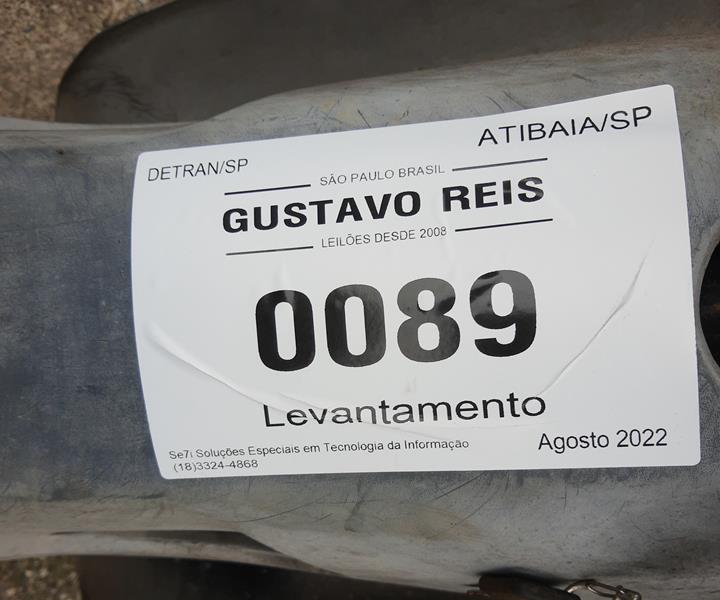 DETRAN/SP
ATIBAIA/SP
SÃO PAULO BRASIL
GUSTAVO REIS
LEILÕES DESDE 2008
0089
Levantamento
Se7i Soluções Especiais em Tecnologia da Informação
(18)3324-4868
Agosto 2022